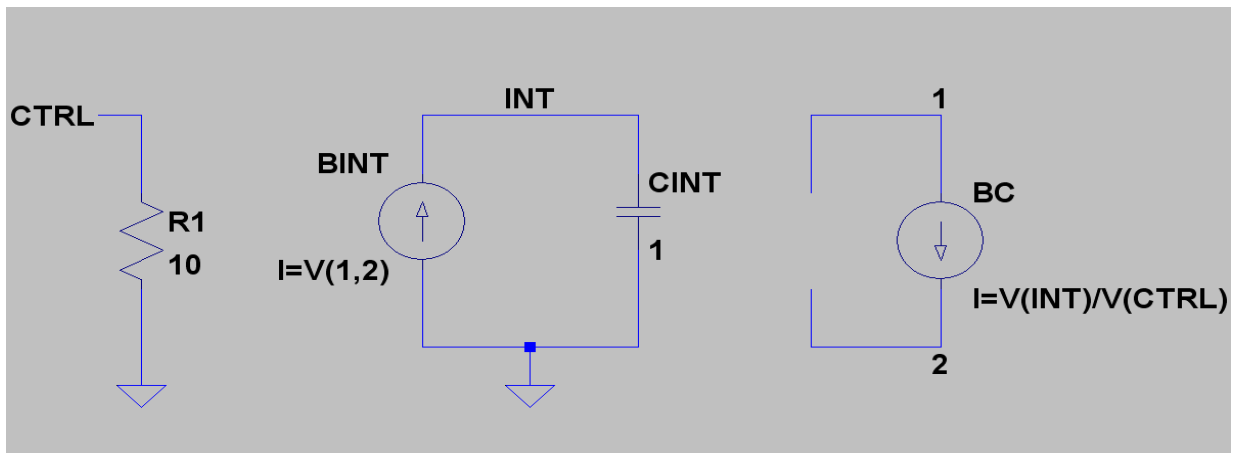 CTRL
R1
10
INT
BINT
I=V(1,2)
CINT
1
1
BC
I=V(INT)/V(CTRL)
2